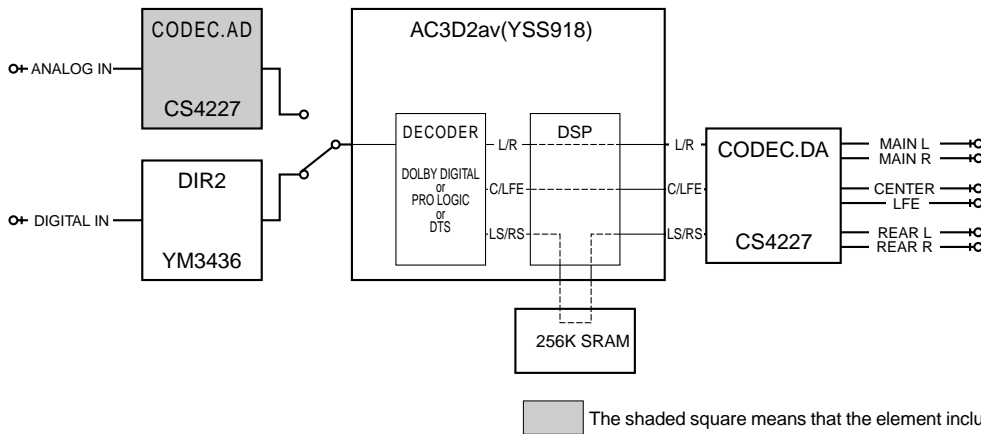 CODEC.AD
CS4227
ANALOG IN
DIR2
YM3436
DIGITAL IN
AC3D2av(YSS918)
DECODER
DOLBY DIGITAL
or
PRO LOGIC
or
DTS
L/R
C/LFE
LS/RS
DSP
256K SRAM
L/R
C/LFE
LS/RS
CODEC.DA
CS4227
MAIN L
MAIN R
CENTER
LFE
REAR L
REAR R
The shaded square means that the element inclu